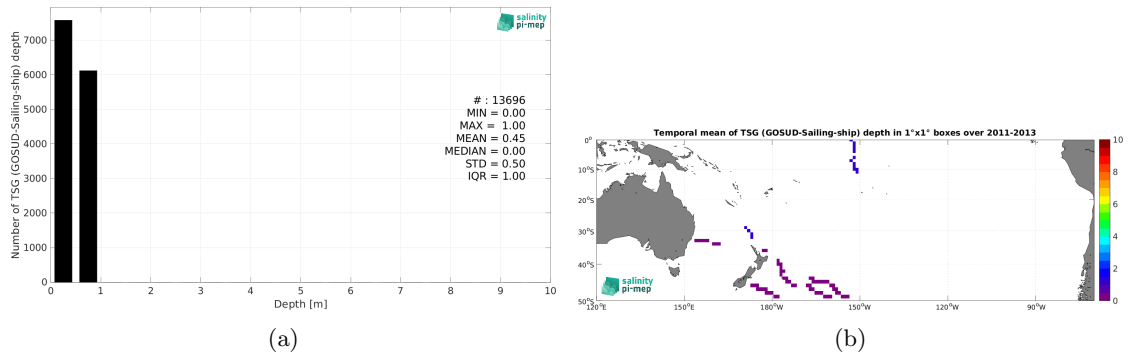 salinity
pi-mep
Number of TSG (GOSUD-Sailing-ship) depth
7000
6000
5000
4000
3000
2000
1000
0
# : 13696
MIN = 0.00
MAX = 1.00
MEAN = 0.45
MEDIAN = 0.00
STD = 0.50
IQR = 1.00
0 1 2 3 4 5 6 7 8 9 10
Depth [m]
(a)
Temporal mean of TSG (GOSUD-Sailing-ship) depth in 1°x1° boxes over 2011-2013
0°
10°S
20°S
30°S
40°S
50°S
120°E 150°E 180°W 150°W 120°W 90°W
salinity
pi-mep
10
8
6
4
2
0
(b)